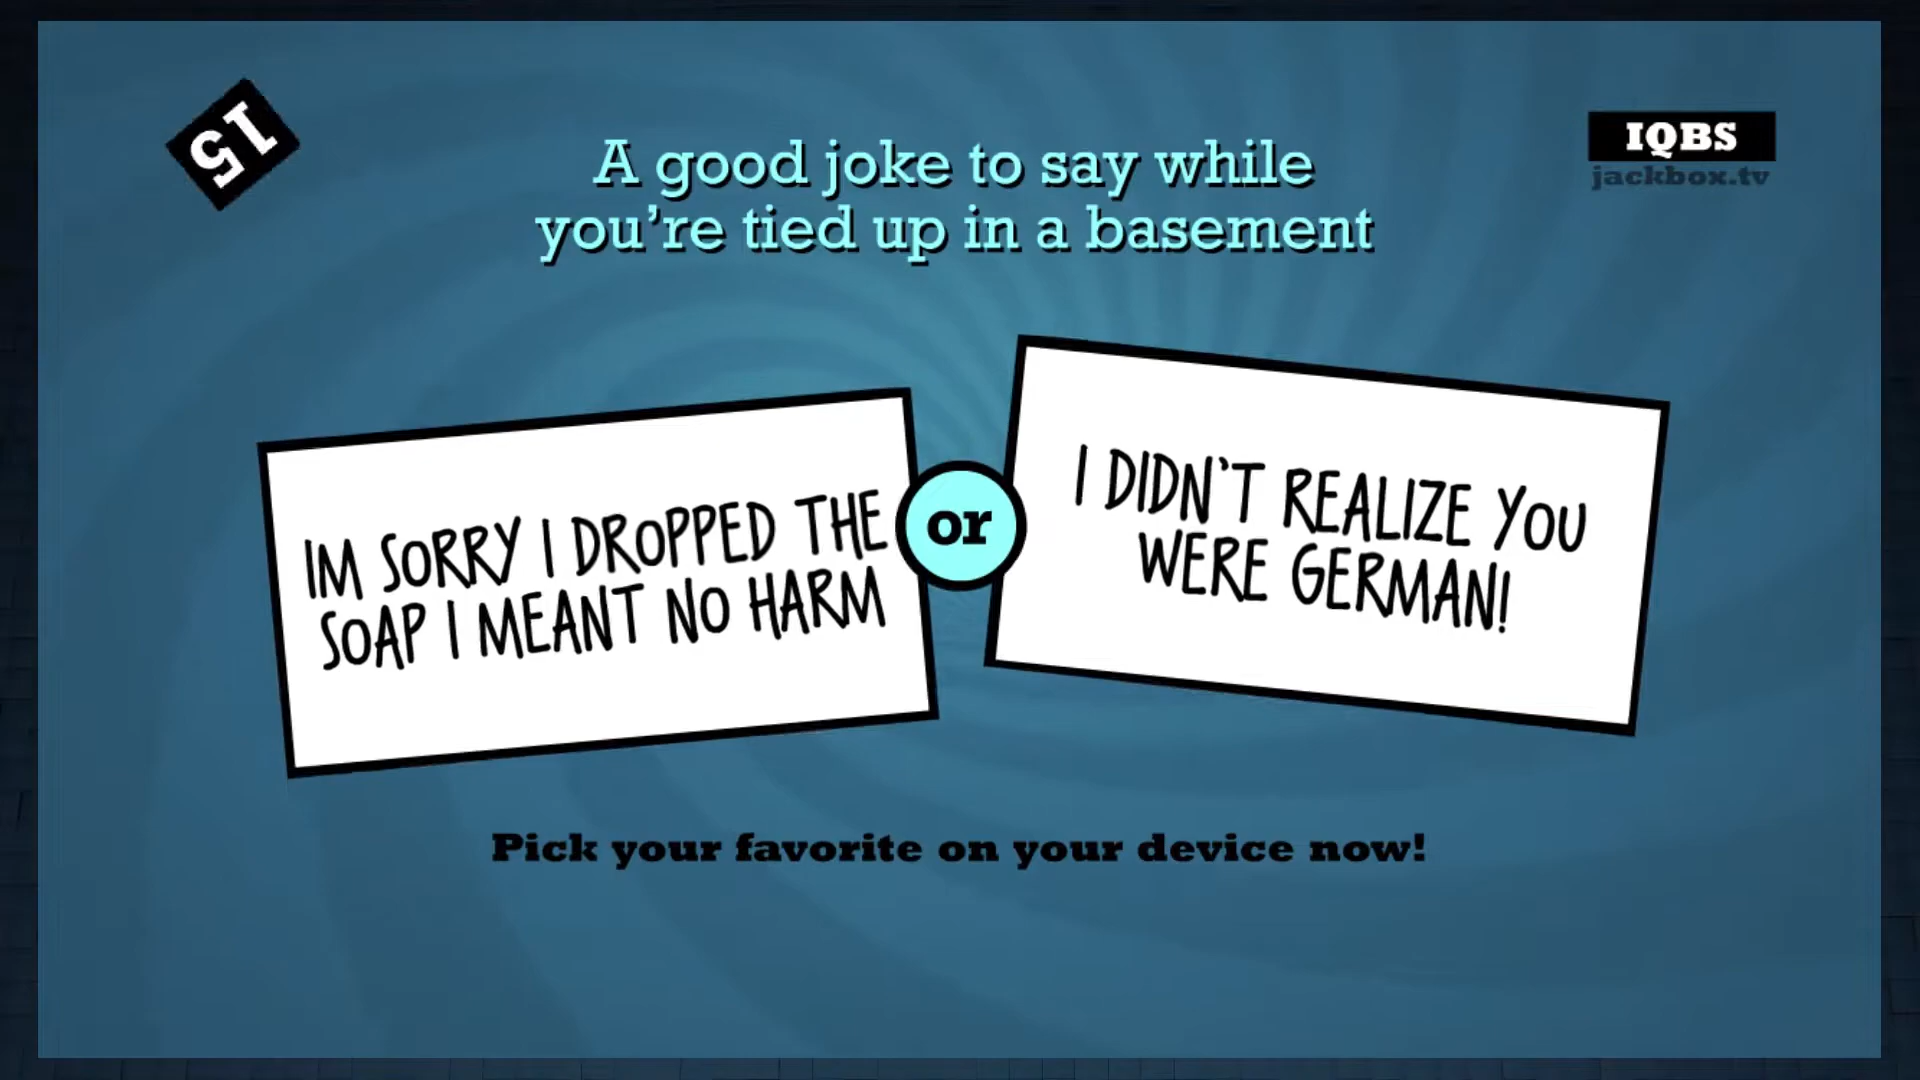 15
IQBS
jackbox.tv
A good joke to say while
you're tied up in a basement
IM SORRY I DROPPED THE
SOAP I MEANT NO HARM
or
I DIDN'T REALIZE YOU
WERE GERMAN!
Pick your favorite on your device now!